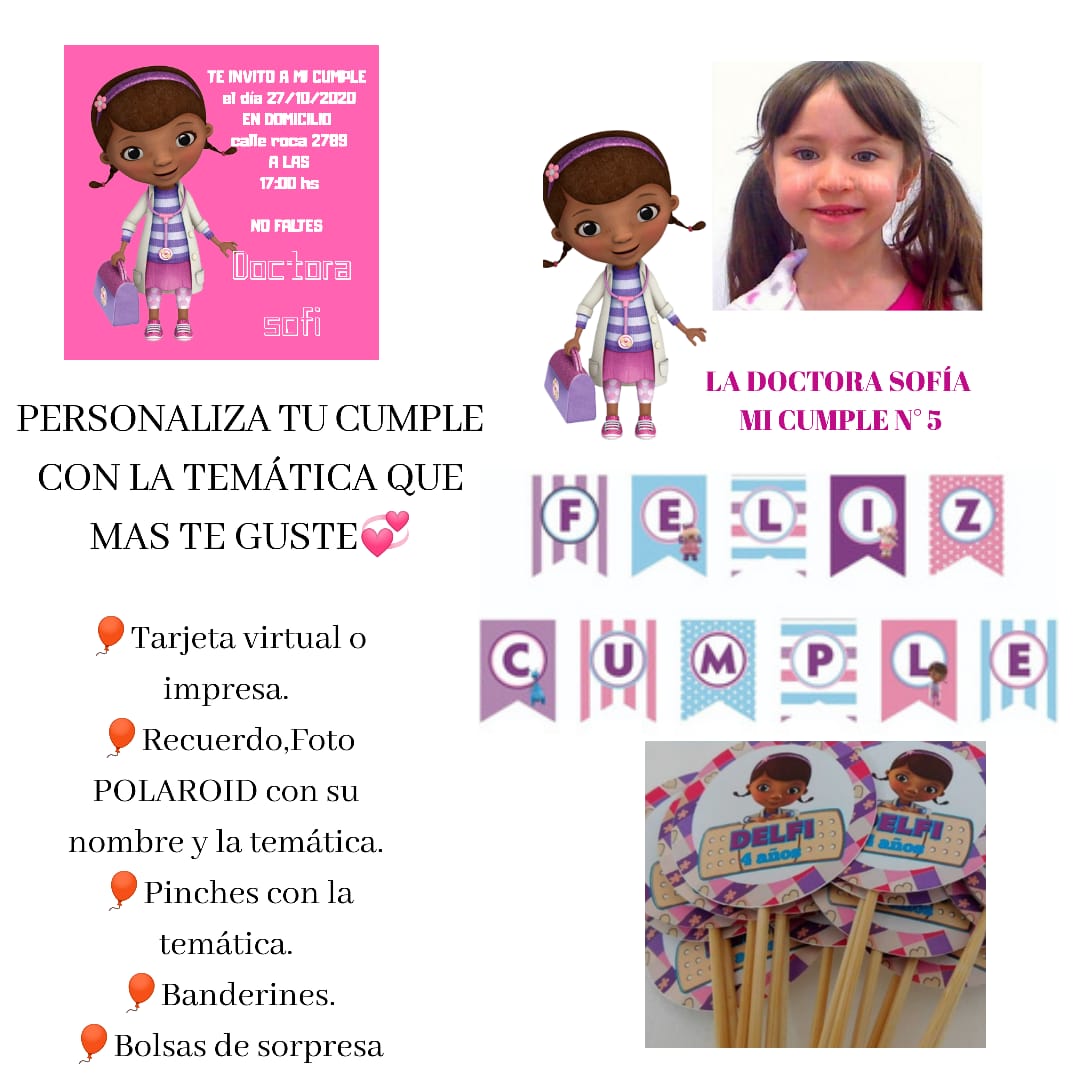 TE INVITO A MI CUMPLE
el día 27/10/2020
EN DOMICILIO
calle roca 2789
A LAS
17:00 hs
NO FALTES
Doctora
sofi
LA DOCTORA SOFÍA
MI CUMPLE N° 5
PERSONALIZA TU CUMPLE
CON LA TEMÁTICA QUE
MAS TE GUSTE
FELIZ
CUMPLE
Tarjeta virtual o
impresa.
Recuerdo,Foto
POLAROID con su
nombre y la temática.
Pinches con la
temática.
Banderines.
Bolsas de sorpresa
DELFI
4 años
ELFI
años